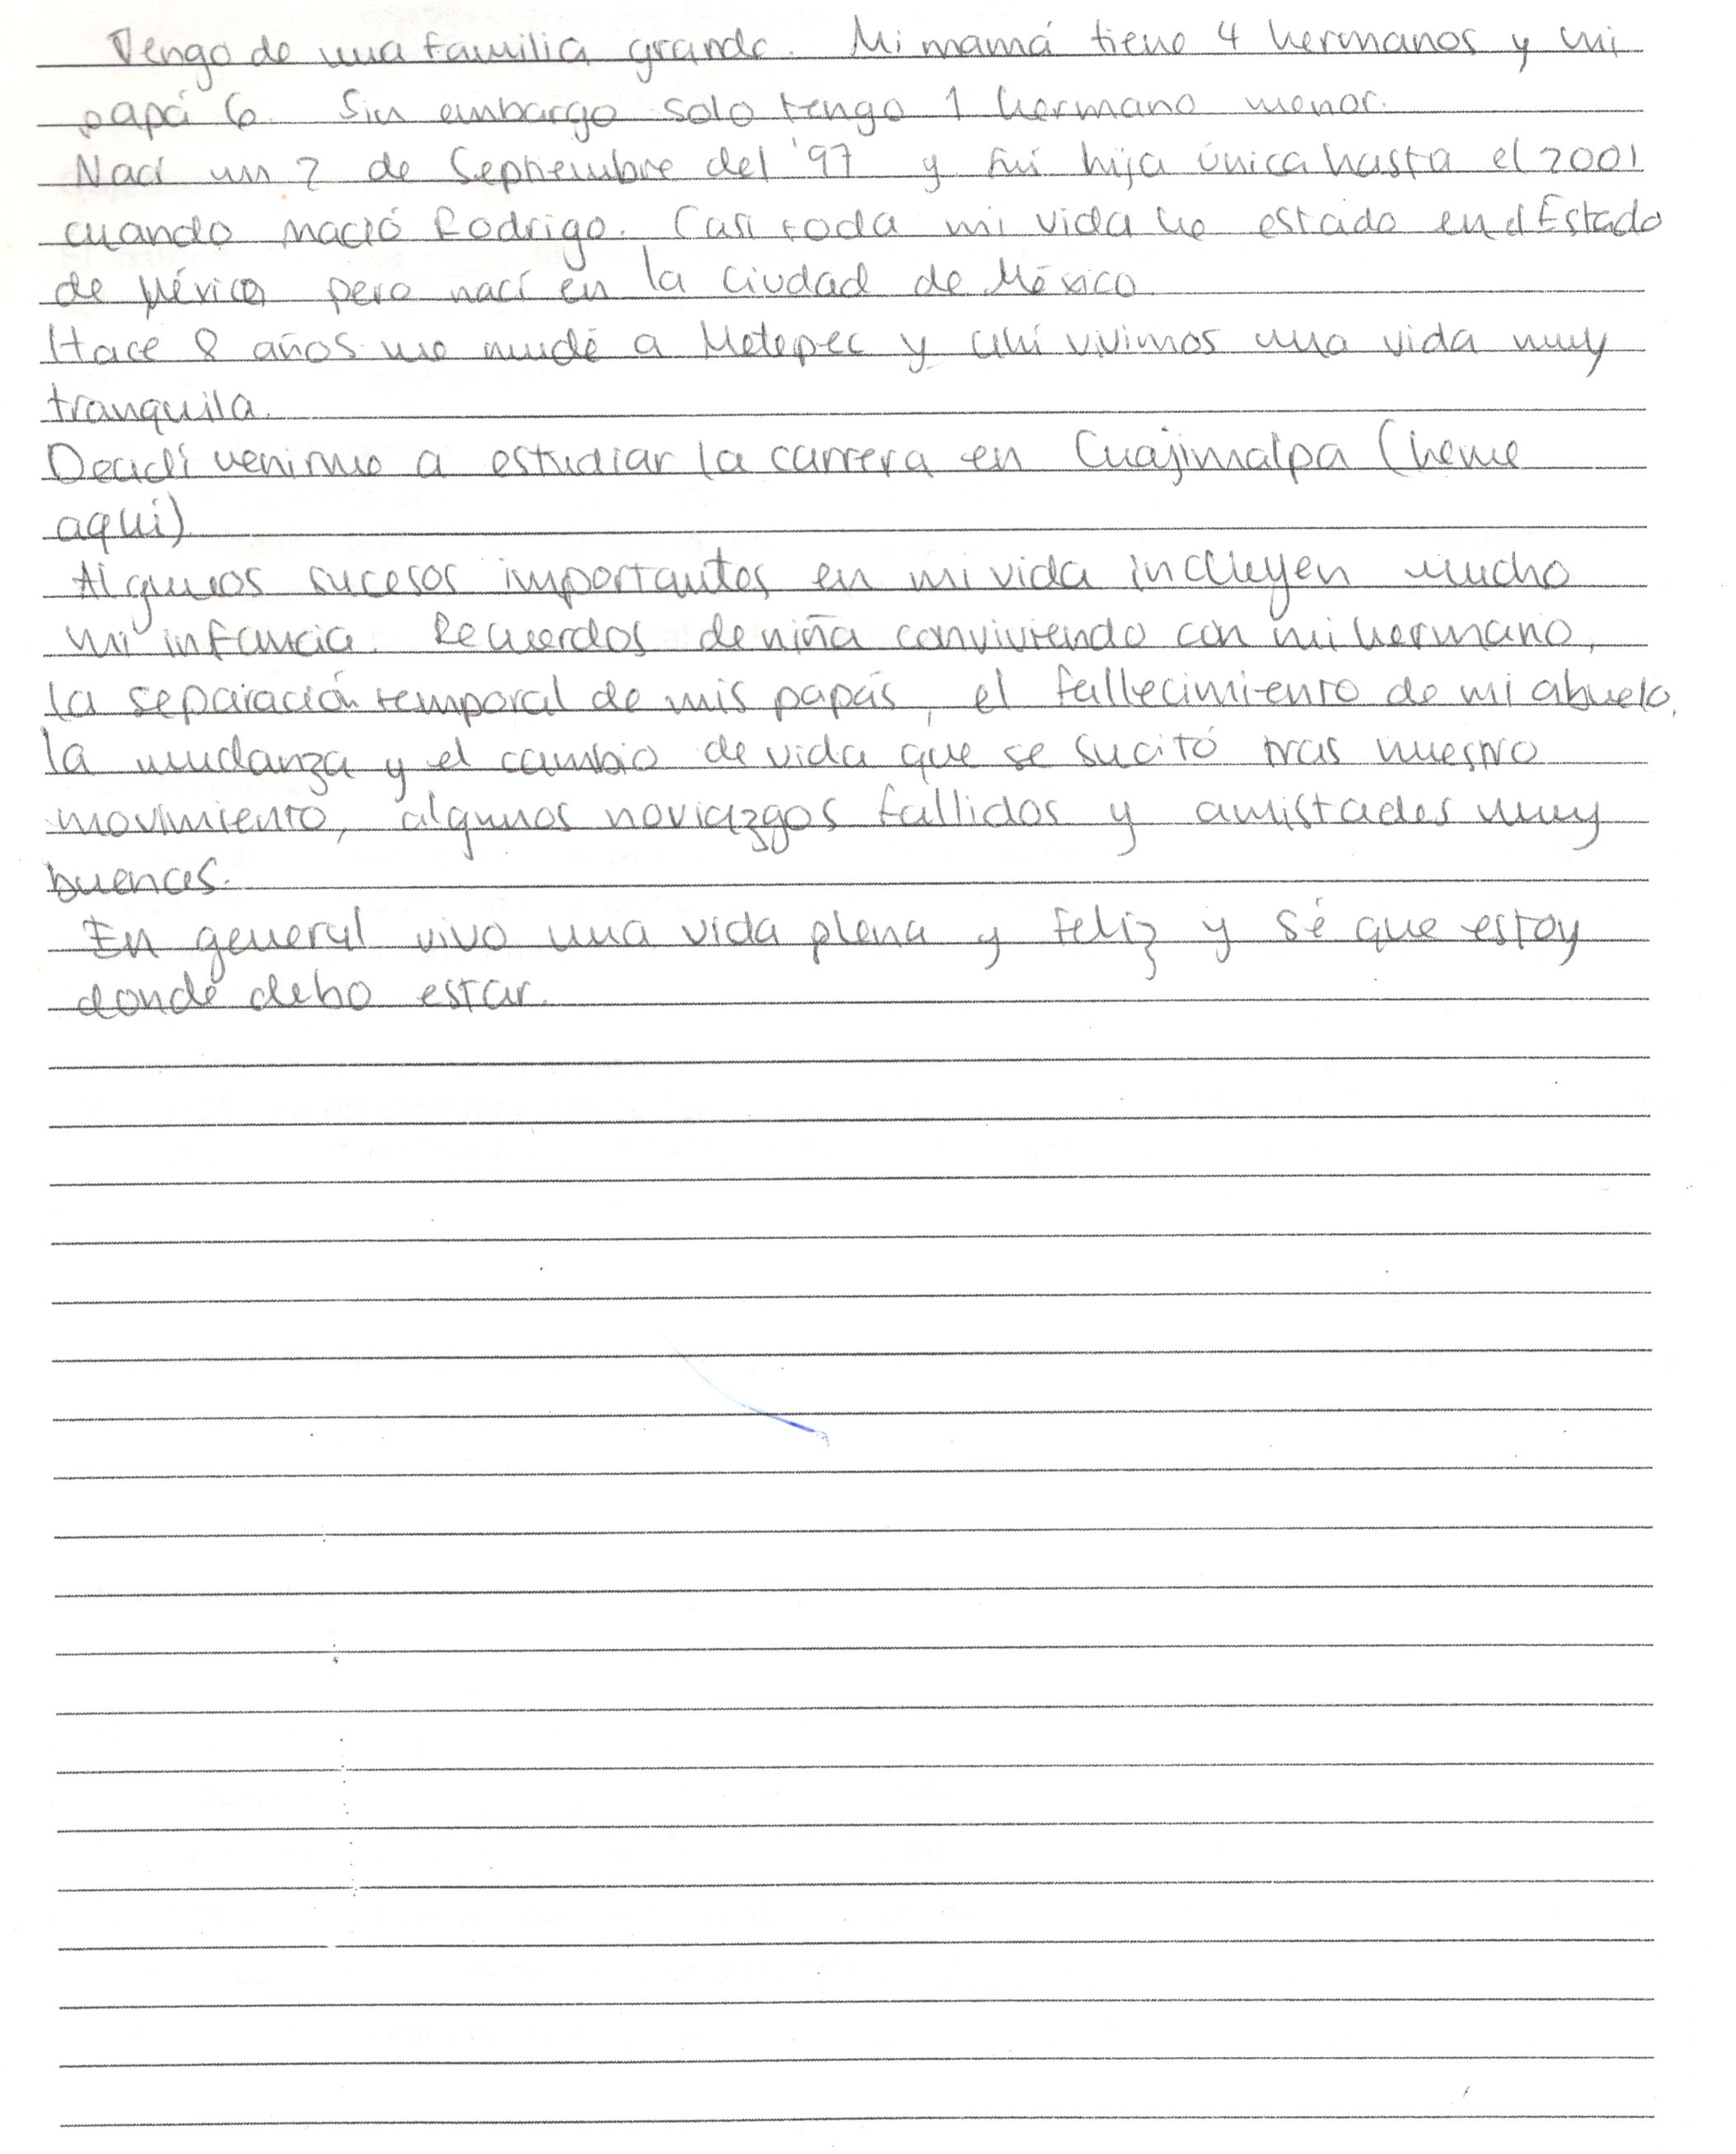 Vengo de una familia grande. Mi mamá tiene 4 hermanos y mi
papá 6. Sin embargo solo tengo 1 hermano menor.
Nací un 2 de Septiembre del '97 y fui hija única hasta el 2001
cuando nació Rodrigo. Casi toda mi vida he estado en el Estado
de México pero nací en la Ciudad de México.
Hace 8 años me mudé a Metepec y ahí vivimos una vida muy
tranquila.
Decidí venirme a estudiar la carrera en Cuajimalpa (heme
aquí)
Algunos sucesos importantes en mi vida incluyen mucho
mi infancia. Recuerdos de niña conviviendo con mi hermano,
la separación temporal de mis papás, el fallecimiento de mi abuelo,
la mudanza y el cambio de vida que se sucitó tras nuestro
movimiento, algunos noviazgos fallidos y amistades muy
buenas.
En general vivo una vida plena y feliz y sé que estoy
donde debo estar.